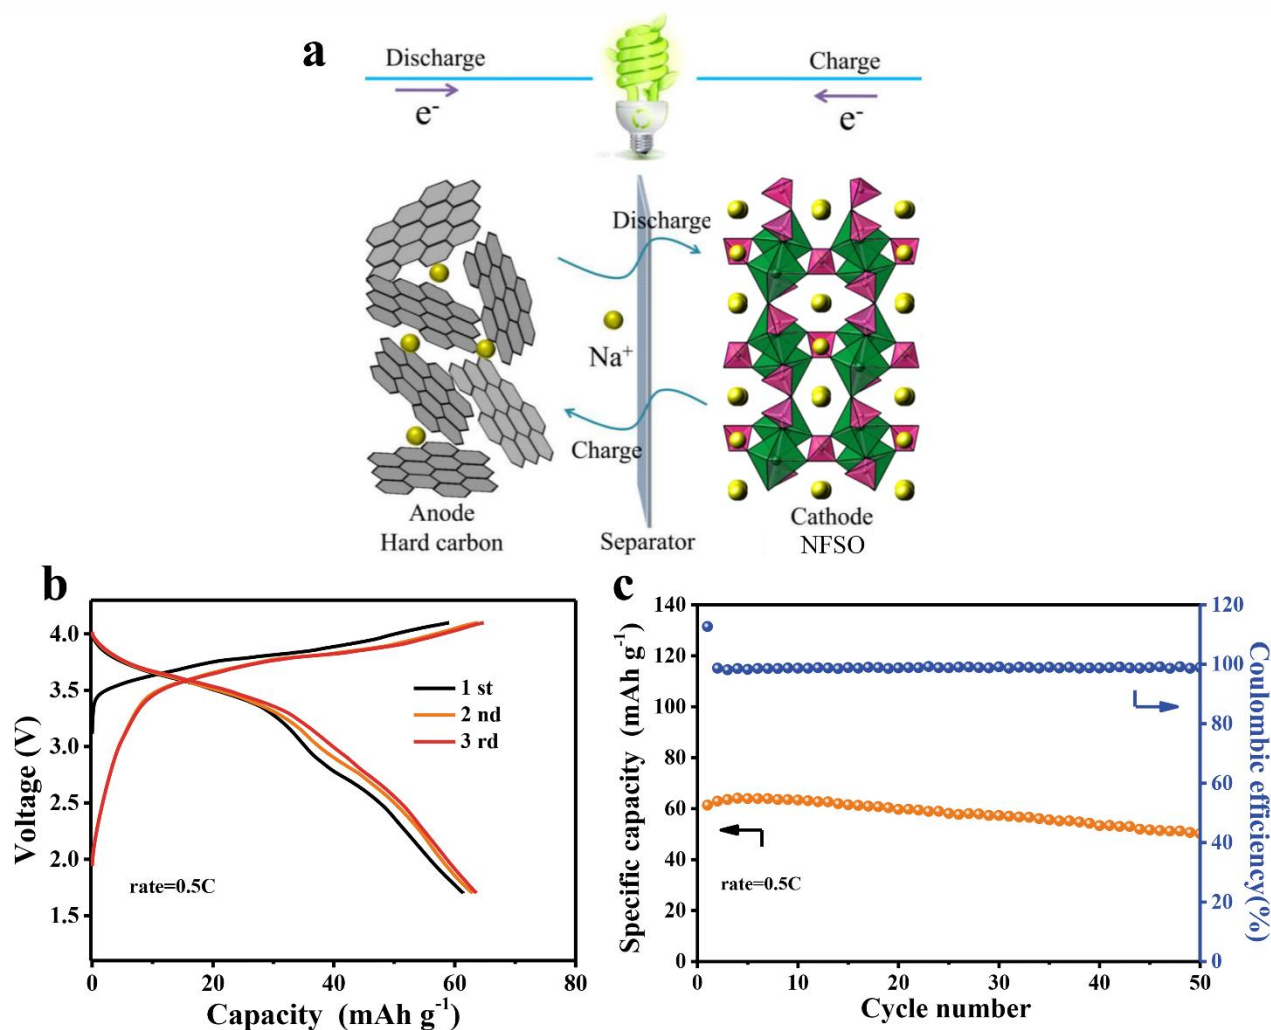 a
Discharge
Charge
e-
e-
Discharge
Na+
Charge
Anode
Hard carbon
Separator
Cathode
NFSO
b
4.0
3.5
3.0
2.5
2.0
1.5
Voltage (V)
1 st
2 nd
3 rd
rate=0.5C
0
20
40
60
80
Capacity (mAh g-1)
c
140
120
100
80
60
40
20
0
Specific capacity (mAh g-1)
rate=0.5C
120
100
80
60
40
20
0
Coulombic efficiency(%)
0
10
20
30
40
50
Cycle number